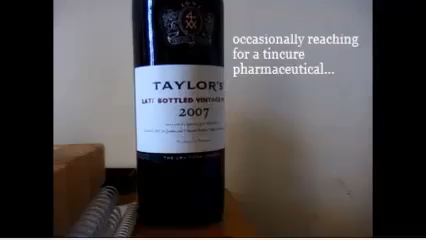 occasionally reaching
for a tincure
pharmaceutical...
TAYLOR'S
LATE BOTTLED VINTAGE
2007